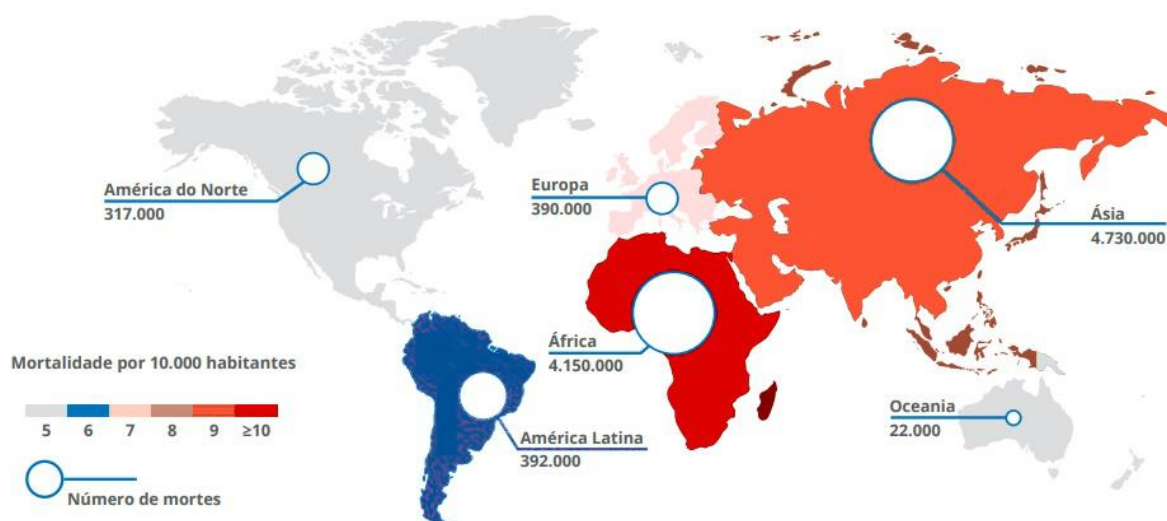 América do Norte
317.000
Europa
390.000
Ásia
4.730.000
África
4.150.000
Mortalidade por 10.000 habitantes
5 6 7 8 9 ≥10
Oceania
22.000
América Latina
392.000
Número de mortes